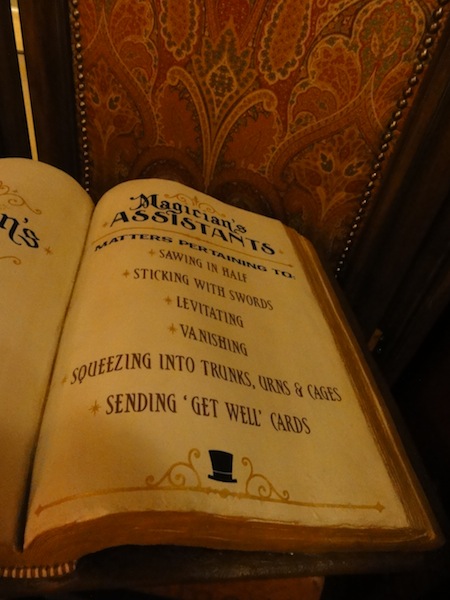 n's
Magician's
ASSISTANTS
MATTERS PERTAINING TO:
SAWING IN HALF
STICKING WITH SWORDS
LEVITATING
VANISHING
SQUEEZING INTO TRUNKS, URNS & CAGES
SENDING 'GET WELL' CARDS